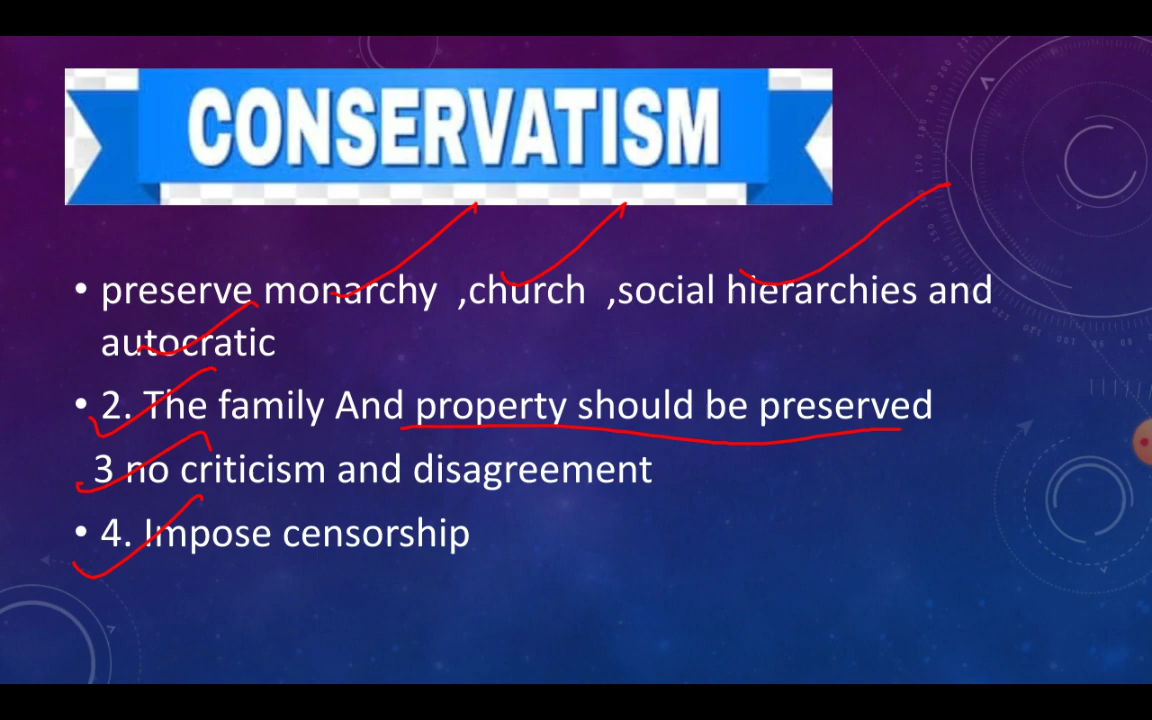 CONSERVATISM
• preserve monarchy ,church ,social hierarchies and
autocratic
• 2. The family And property should be preserved
3 no criticism and disagreement
• 4. Impose censorship